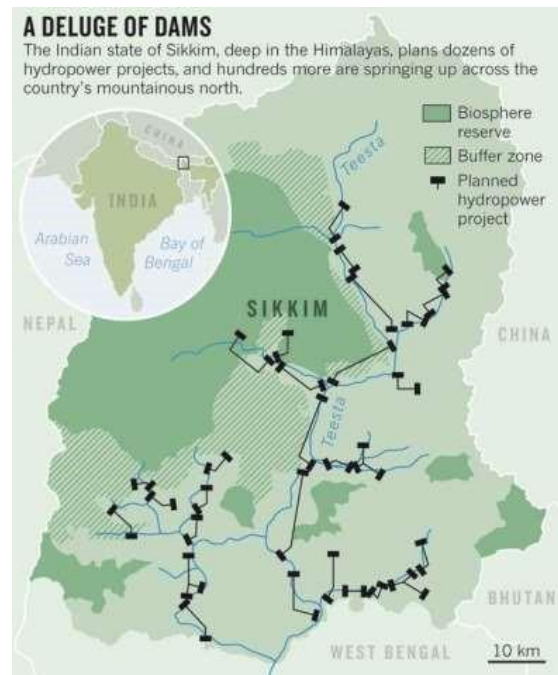 A DELUGE OF DAMS
The Indian state of Sikkim, deep in the Himalayas, plans dozens of
hydropower projects, and hundreds more are springing up across the
country's mountainous north.
Biosphere
reserve
Buffer zone
Planned
hydropower
project
CHINA
INDIA
Arabian
Sea
Bay of
Bengal
Teesta
SIKKIM
NEPAL
CHINA
Teesta
BHUTAN
WEST BENGAL
10 km